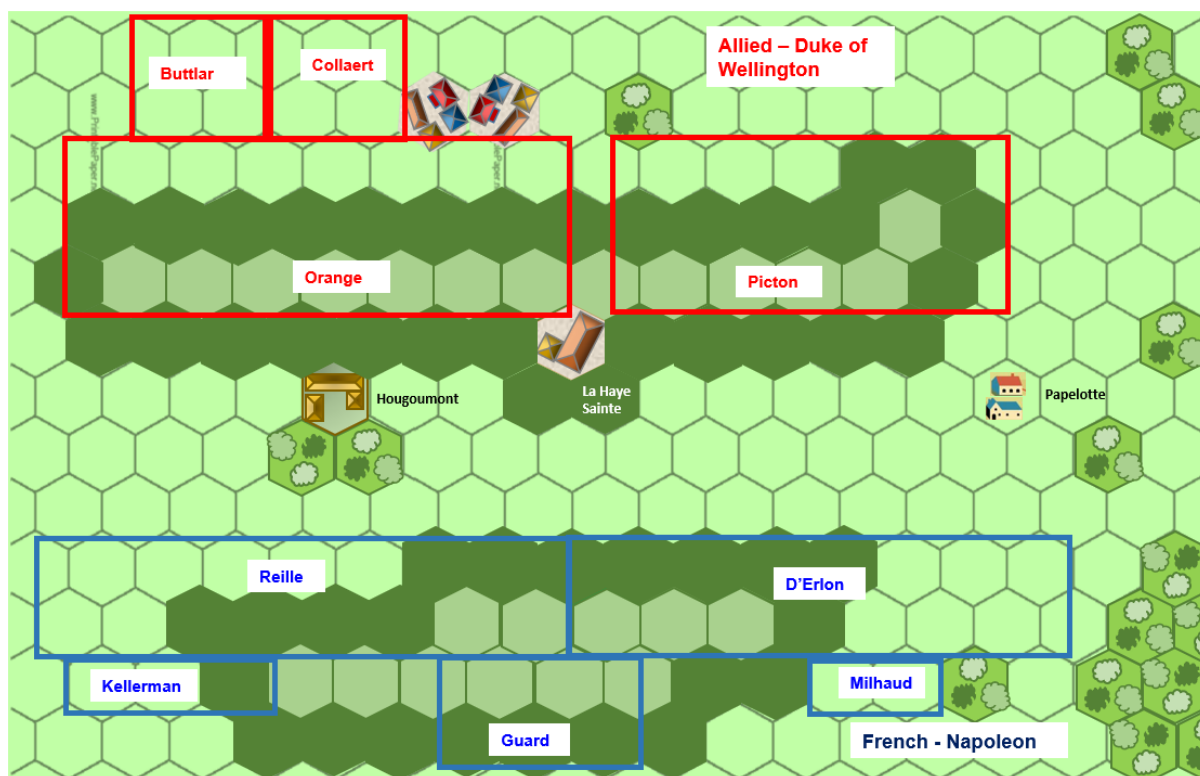 Buttlar
Collaert
Allied – Duke of
Wellington
Orange
Picton
Hougoumont
La Haye
Sainte
Papelotte
Reille
D'Erlon
Kellerman
Milhaud
Guard
French - Napoleon